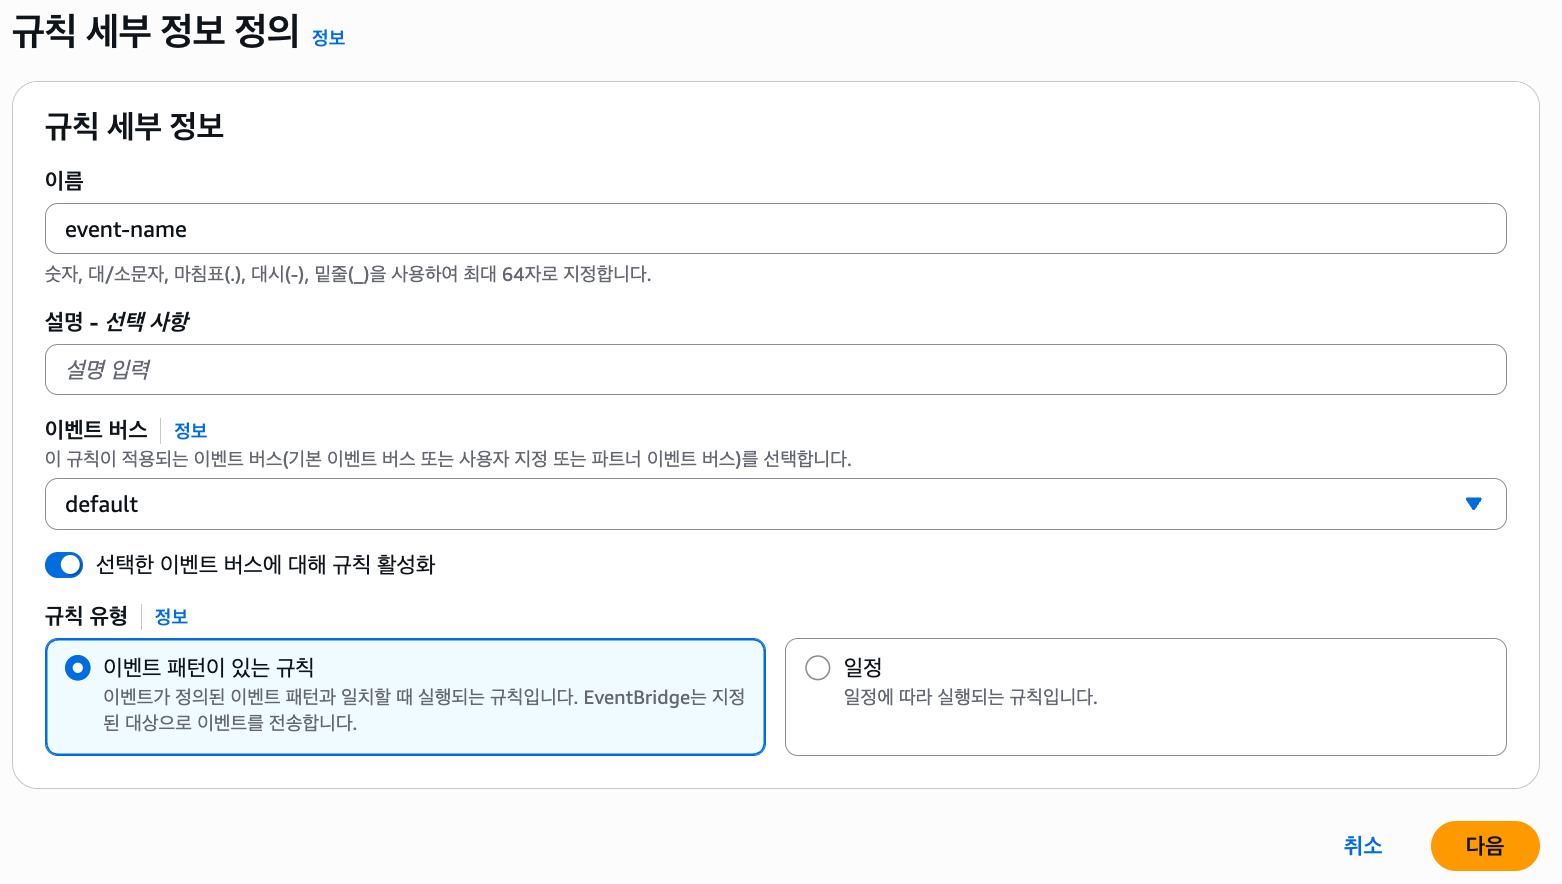 규칙 세부 정보 정의 정보
규칙 세부 정보
이름
event-name
숫자, 대/소문자, 마침표(.), 대시(-), 밑줄(_)을 사용하여 최대 64자로 지정합니다.
설명 - 선택 사항
설명 입력
이벤트 버스 정보
이 규칙이 적용되는 이벤트 버스(기본 이벤트 버스 또는 사용자 지정 또는 파트너 이벤트 버스)를 선택합니다.
default
선택한 이벤트 버스에 대해 규칙 활성화
규칙 유형 정보
이벤트 패턴이 있는 규칙
이벤트가 정의된 이벤트 패턴과 일치할 때 실행되는 규칙입니다. EventBridge는 지정
된 대상으로 이벤트를 전송합니다.
일정
일정에 따라 실행되는 규칙입니다.
취소 다음